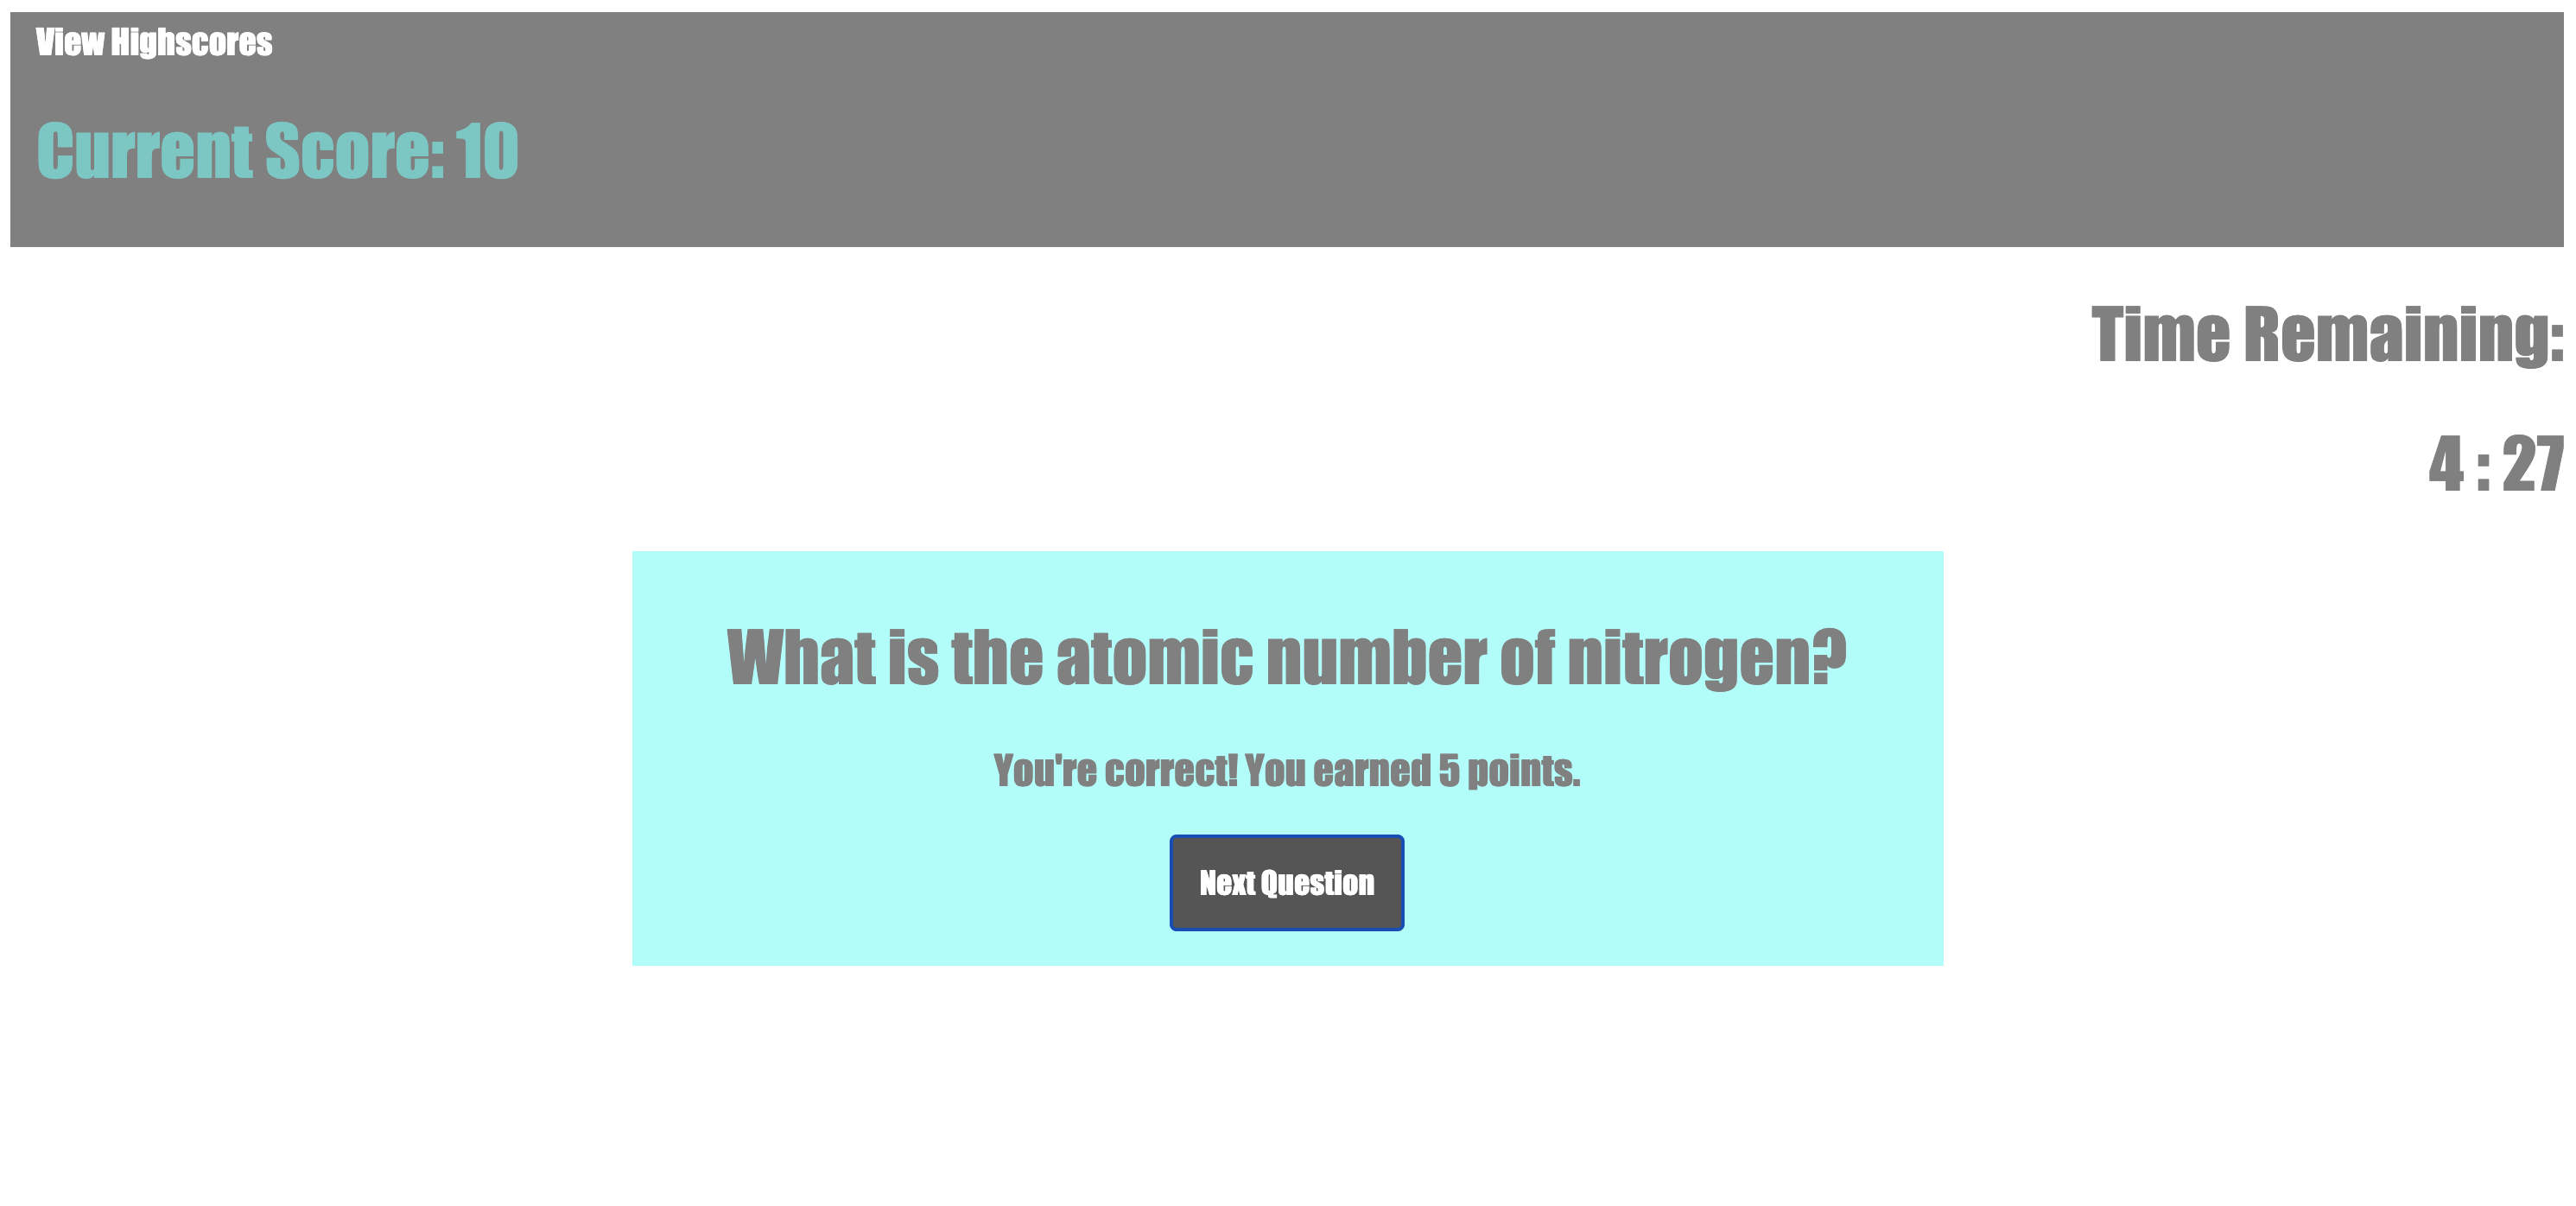 View Highscores
Current Score: 10
Time Remaining:
4 : 27
What is the atomic number of nitrogen?
You're correct! You earned 5 points.
Next Question